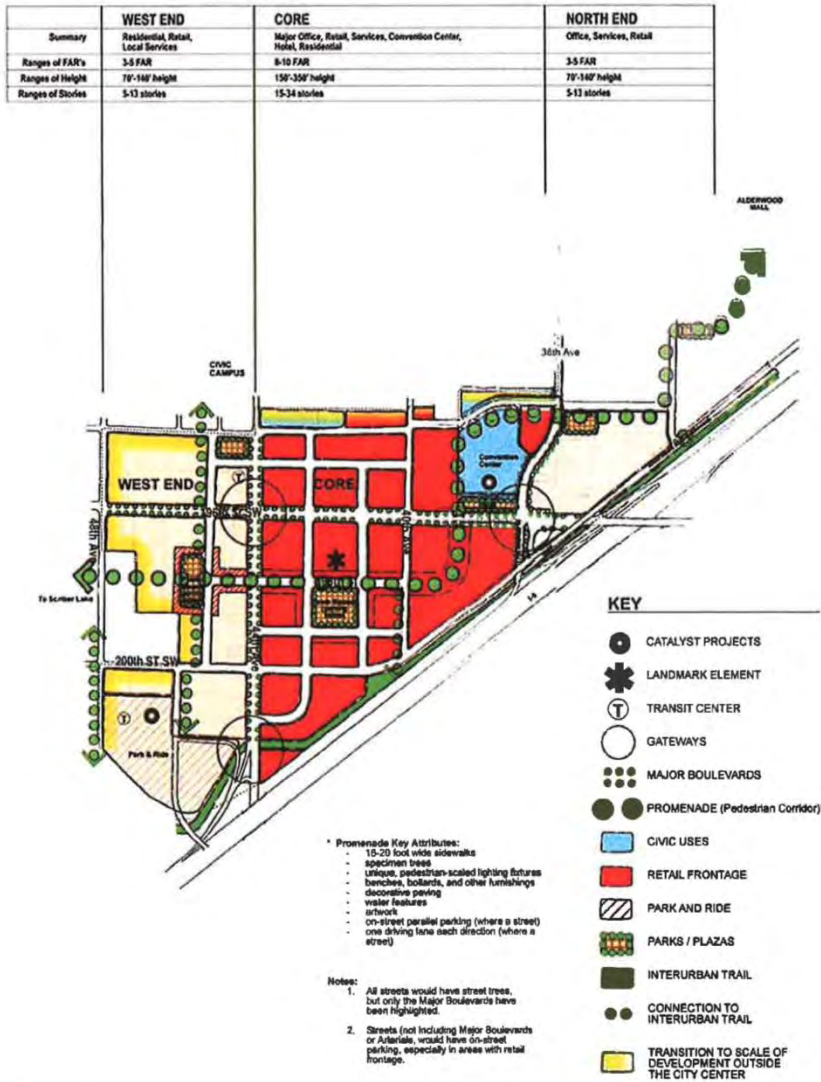 WEST END CORE NORTH END
Summary Residential, Retail, Major Office, Retail, Services, Convention Center, Office, Services, Retail
Local Services Hotel, Residential
Ranges of FAR's 3-5 FAR 8-10 FAR 3-5 FAR
Ranges of Height 70'-140' height 150'-350' height 70'-140' height
Ranges of Stories 5-13 stories 15-34 stories 5-13 stories
ALDERWOOD
MALL
36th Ave
CIVIC
CAMPUS
Convention
Center
WEST END
T
CORE
48th Ave
40th Ave
To Scriber Lake
44th Ave
200th ST SW
T
Park & Ride
I-5
KEY
CATALYST PROJECTS
LANDMARK ELEMENT
T TRANSIT CENTER
GATEWAYS
MAJOR BOULEVARDS
PROMENADE (Pedestrian Corridor)
CIVIC USES
RETAIL FRONTAGE
PARK AND RIDE
PARKS / PLAZAS
INTERURBAN TRAIL
CONNECTION TO
INTERURBAN TRAIL
TRANSITION TO SCALE OF
DEVELOPMENT OUTSIDE
THE CITY CENTER
* Promenade Key Attributes:
- 18-20 foot wide sidewalks
- specimen trees
- unique, pedestrian-scaled lighting fixtures
- benches, bollards, and other furnishings
- decorative paving
- water features
- artwork
- on-street parallel parking (where a street)
- one driving lane each direction (where a
street)
Notes:
1. All streets would have street trees,
but only the Major Boulevards have
been highlighted.
2. Streets (not including Major Boulevards
or Arterials, would have on-street
parking, especially in areas with retail
frontage.